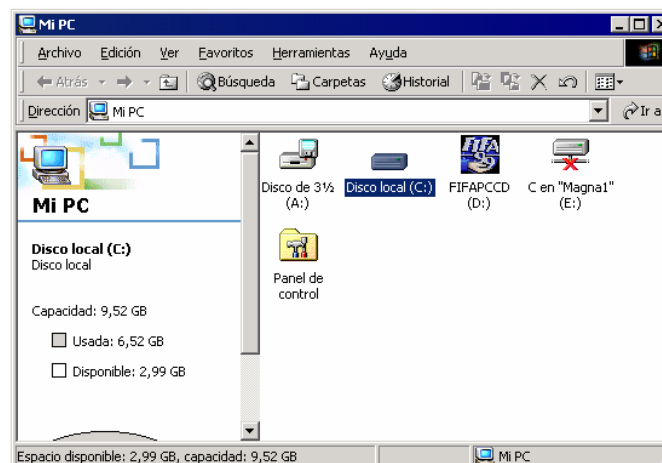 Mi PC
Archivo Edición Ver Favoritos Herramientas Ayuda
Atrás Búsqueda Carpetas Historial
Dirección Mi PC Ir a
Mi PC
Disco local (C:)
Disco local
Capacidad: 9,52 GB
Usada: 6,52 GB
Disponible: 2,99 GB
Disco de 3½
(A:)
Disco local (C:)
FIFA
99
FIFAPCCD
(D:)
C en "Magna1"
(E:)
Panel de
control
Espacio disponible: 2,99 GB, capacidad: 9,52 GB Mi PC